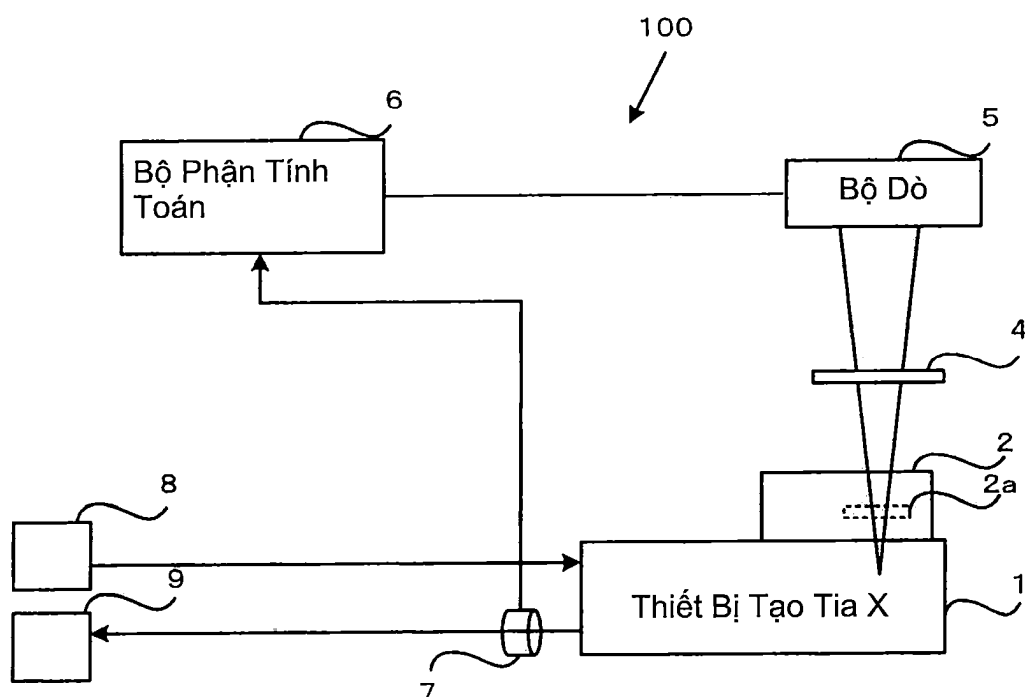 100
6
5
Bộ Phận Tính
Toán
Bộ Dò
4
2
2a
8
9
Thiết Bị Tạo Tia X
1
7